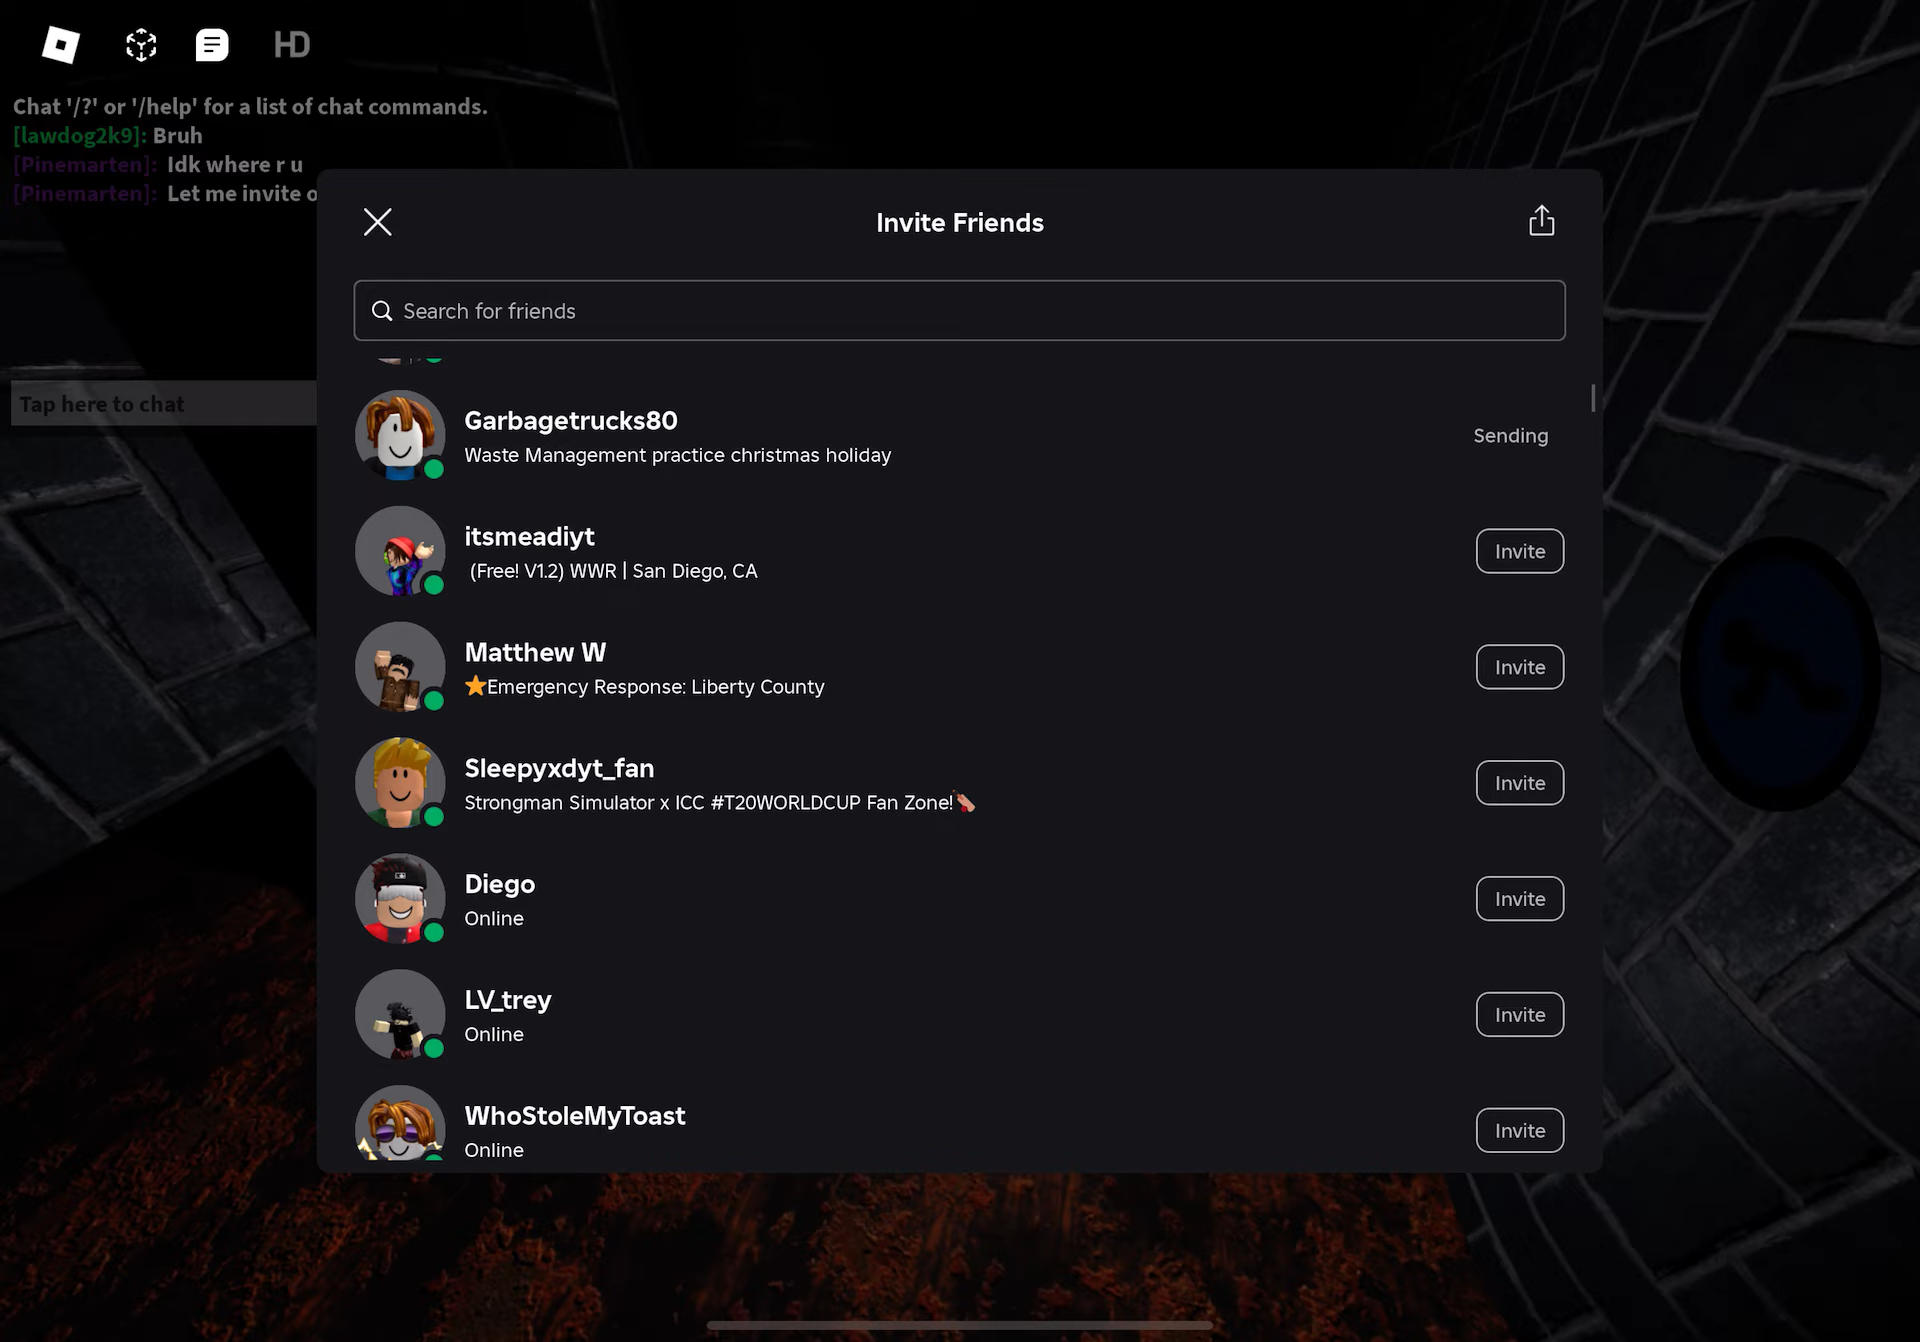 HD
Chat '/?' or '/help' for a list of chat commands.
[lawdog2k9]: Bruh
[Pinemarten]: Idk where r u
[Pinemarten]: Let me invite
Tap here to chat
Invite Friends
Search for friends
Garbagetrucks80
Waste Management practice christmas holiday
Sending
itsmeadiyt
(Free! V1.2) WWR | San Diego, CA
Invite
Matthew W
⭐Emergency Response: Liberty County
Invite
Sleepyxdyt_fan
Strongman Simulator x ICC #T20WORLDCUP Fan Zone!
Invite
Diego
Online
Invite
LV_trey
Online
Invite
WhoStoleMyToast
Online
Invite